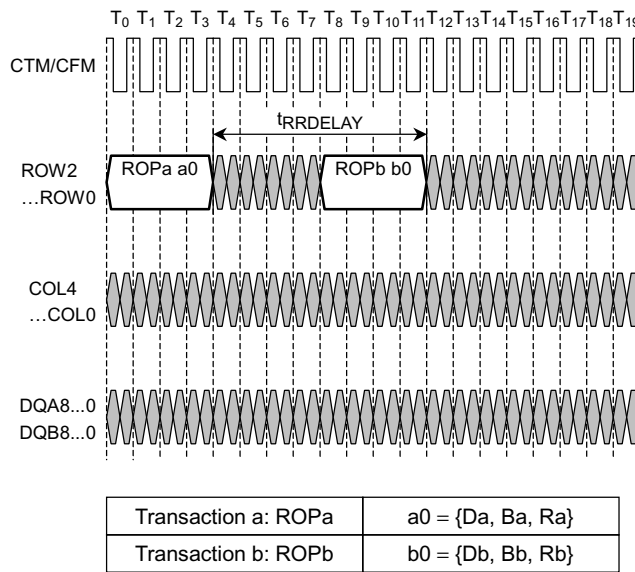 T0 T1 T2 T3 T4 T5 T6 T7 T8 T9 T10 T11 T12 T13 T14 T15 T16 T17 T18 T19
CTM/CFM
tRRDELAY
ROW2
…ROW0
ROPa a0
ROPb b0
COL4
…COL0
DQA8...0
DQB8...0
Transaction a: ROPa
a0 = {Da, Ba, Ra}
Transaction b: ROPb
b0 = {Db, Bb, Rb}